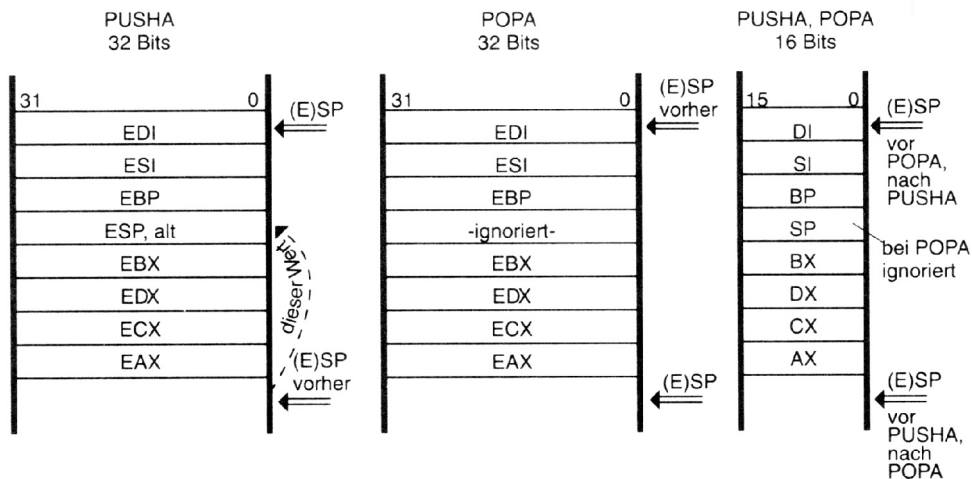 PUSHA
32 Bits
31 0
(E)SP
EDI
ESI
EBP
ESP, alt
EBX
EDX
ECX
EAX
dieser Wert
(E)SP
vorher
POPA
32 Bits
31 0
(E)SP
vorher
EDI
ESI
EBP
-ignoriert-
EBX
EDX
ECX
EAX
(E)SP
PUSHA, POPA
16 Bits
15 0
(E)SP
vor
POPA,
nach
PUSHA
DI
SI
BP
SP
bei POPA
ignoriert
BX
DX
CX
AX
(E)SP
vor
PUSHA,
nach
POPA